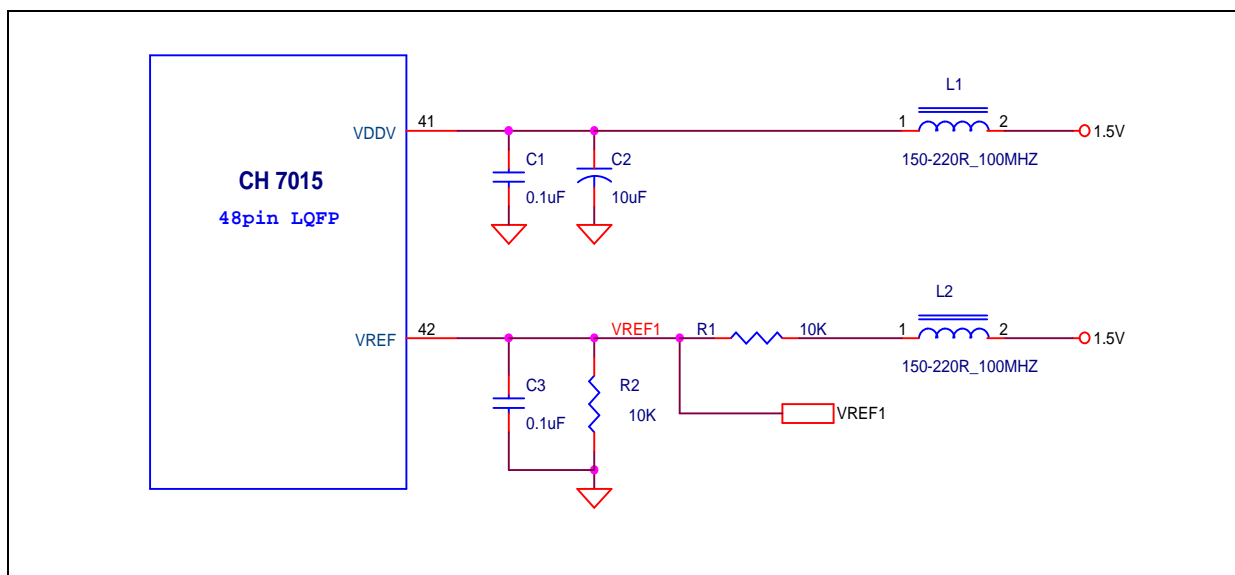 L1
VDDV 41 1 2 1.5V
C1 C2 150-220R_100MHZ
CH 7015
0.1uF 10uF
48pin LQFP
L2
VREF 42 VREF1 R1 10K 1 2 1.5V
150-220R_100MHZ
C3 R2
0.1uF 10K VREF1